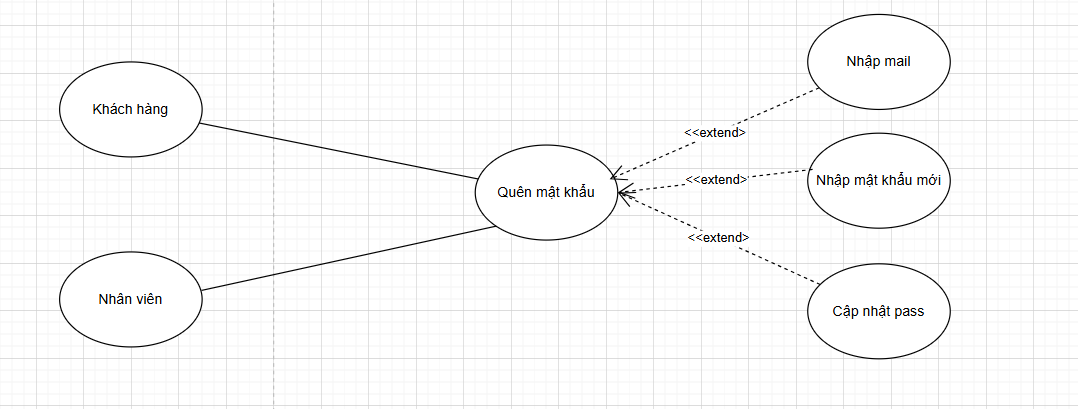 Khách hàng
Nhân viên
Quên mật khẩu
<<extend>
<<extend>
<<extend>
Nhập mail
Nhập mật khẩu mới
Cập nhật pass